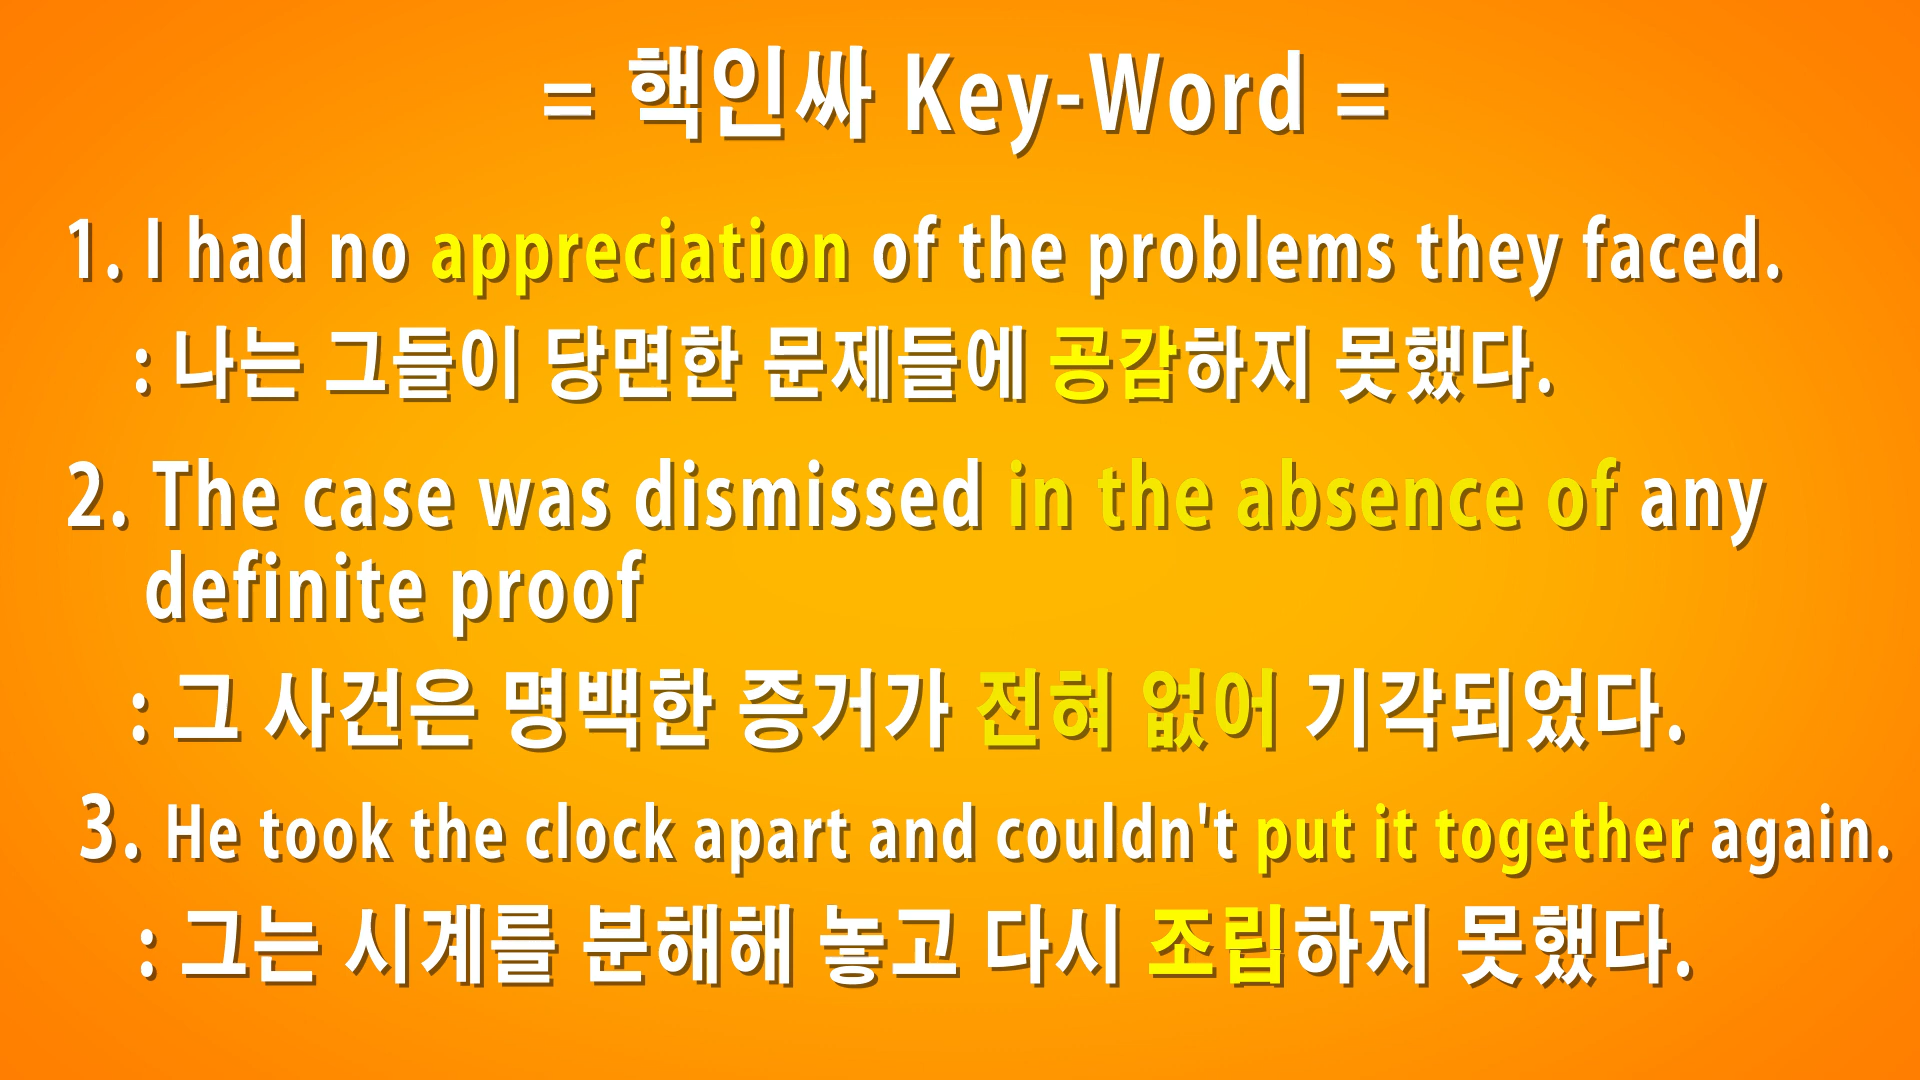 = 핵인싸 Key-Word =
1. I had no appreciation of the problems they faced.
: 나는 그들이 당면한 문제들에 공감하지 못했다.
2. The case was dismissed in the absence of any
definite proof
: 그 사건은 명백한 증거가 전혀 없어 기각되었다.
3. He took the clock apart and couldn't put it together again.
: 그는 시계를 분해해 놓고 다시 조립하지 못했다.